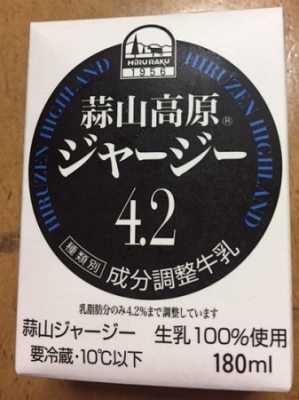 HiRURAKU
1956
HIRUZEN HIGHLAND
HIRUZEN HIGHLAND
蒜山高原®
ジャージー
4.2
種類別 成分調整牛乳
乳脂肪分のみ4.2%まで調整しています
蒜山ジャージー 生乳100%使用
要冷蔵・10℃以下 180ml